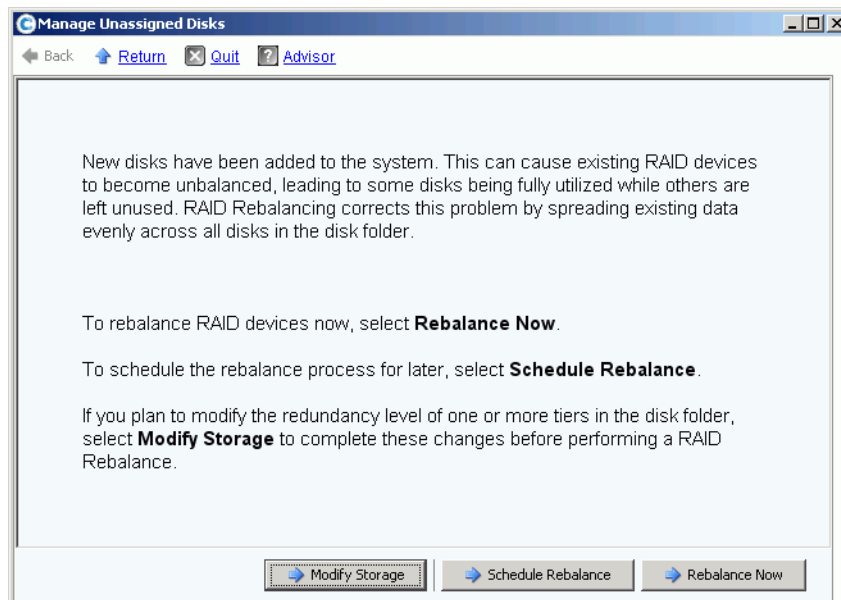 Manage Unassigned Disks
Back Return Quit Advisor
New disks have been added to the system. This can cause existing RAID devices
to become unbalanced, leading to some disks being fully utilized while others are
left unused. RAID Rebalancing corrects this problem by spreading existing data
evenly across all disks in the disk folder.
To rebalance RAID devices now, select Rebalance Now.
To schedule the rebalance process for later, select Schedule Rebalance.
If you plan to modify the redundancy level of one or more tiers in the disk folder,
select Modify Storage to complete these changes before performing a RAID
Rebalance.
Modify Storage Schedule Rebalance Rebalance Now